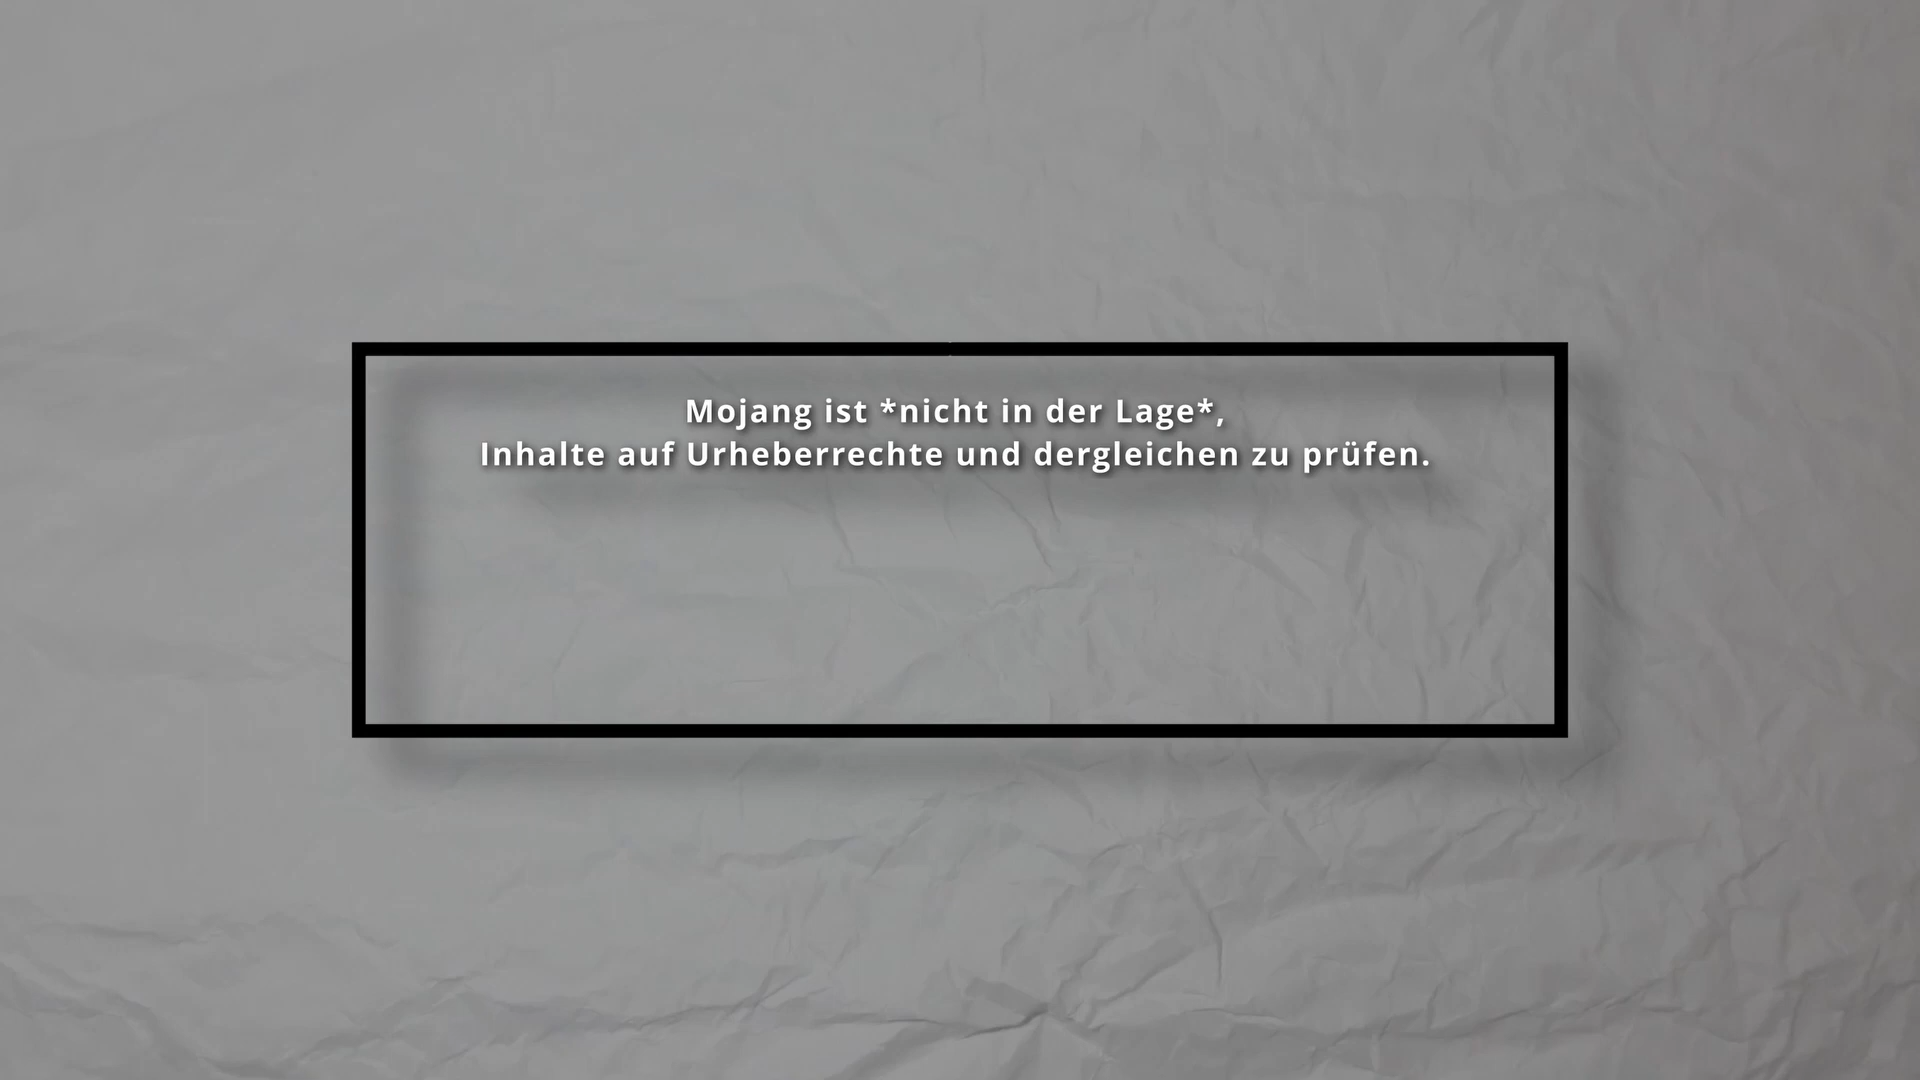 Mojang ist *nicht in der Lage*,
Inhalte auf Urheberrechte und dergleichen zu prüfen.